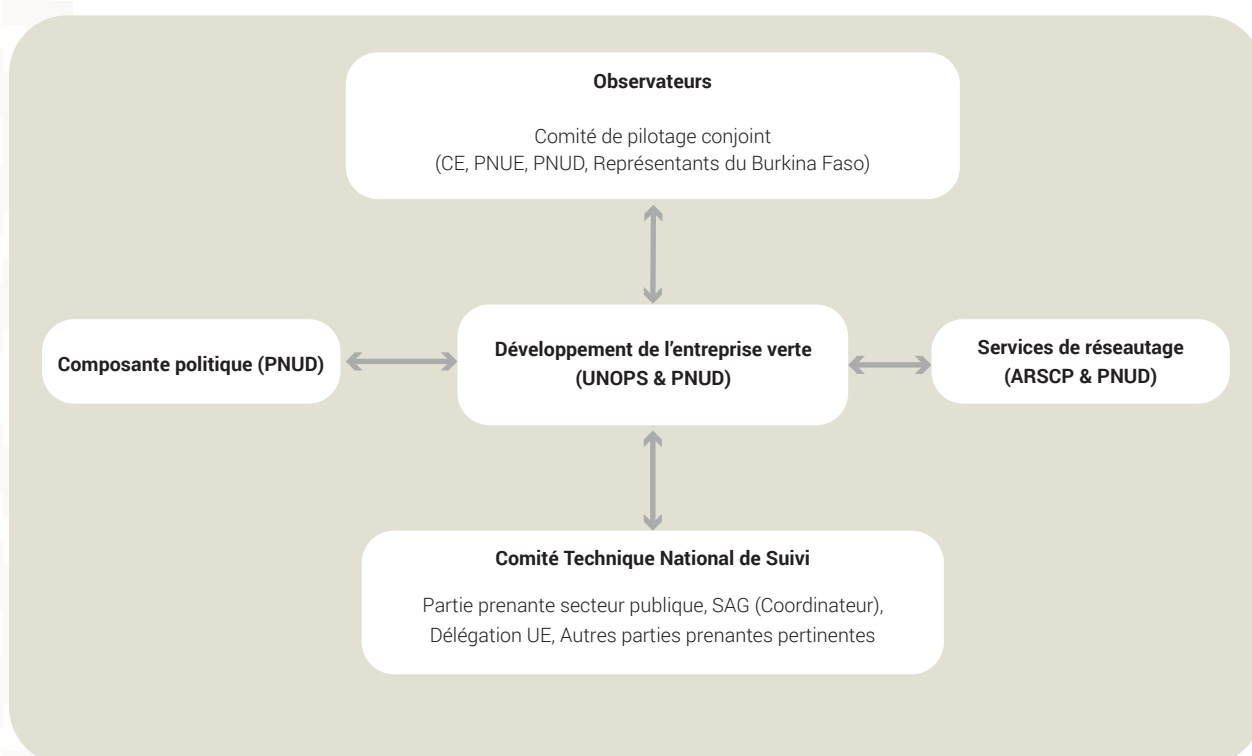 Observateurs
Comité de pilotage conjoint
(CE, PNUE, PNUD, Représentants du Burkina Faso)
Composante politique (PNUD)
Développement de l’entreprise verte
(UNOPS & PNUD)
Services de réseautage
(ARSCP & PNUD)
Comité Technique National de Suivi
Partie prenante secteur publique, SAG (Coordinateur),
Délégation UE, Autres parties prenantes pertinentes